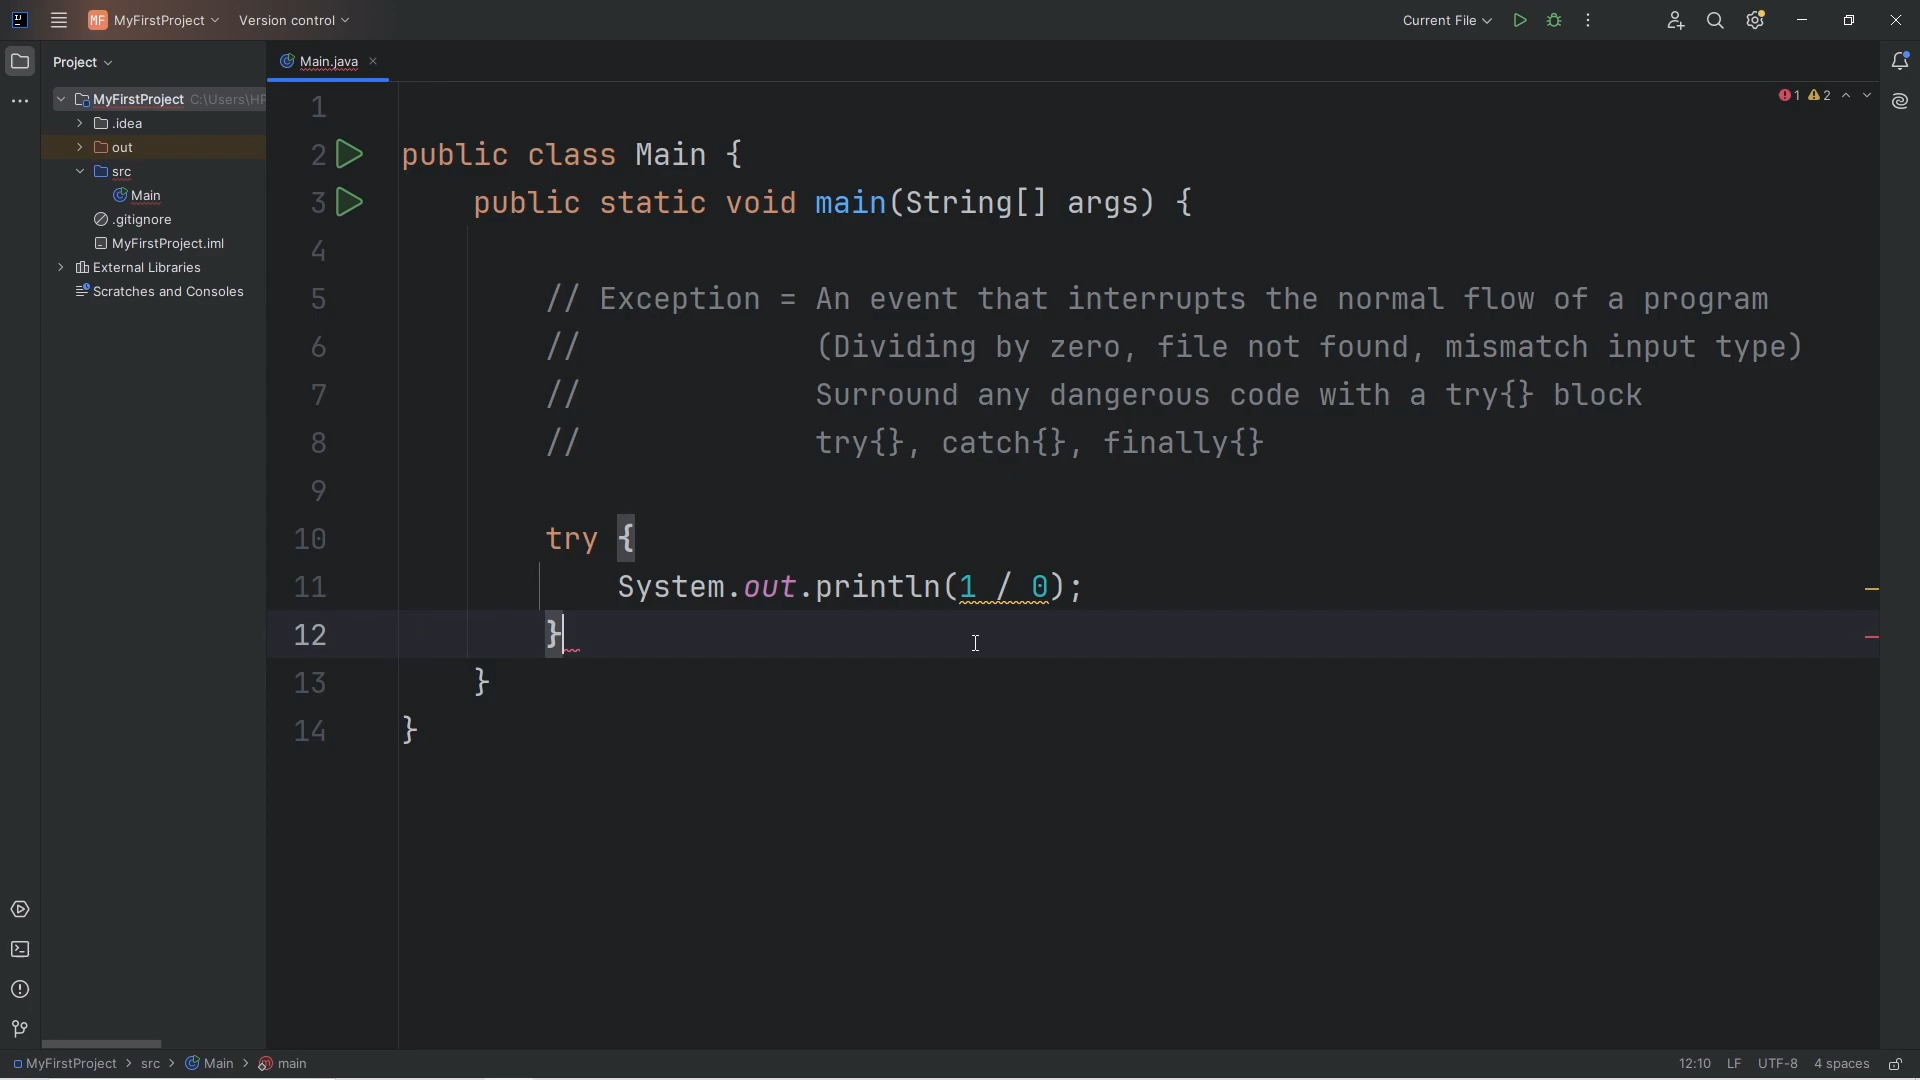 MF MyFirstProject Version control Current File
Project
Main.java
MyFirstProject C:\Users\HP
.idea
out
src
Main
.gitignore
MyFirstProject.iml
External Libraries
Scratches and Consoles
1 2
1
2 public class Main {
3 public static void main(String[] args) {
4
5 // Exception = An event that interrupts the normal flow of a program
6 // (Dividing by zero, file not found, mismatch input type)
7 // Surround any dangerous code with a try{} block
8 // try{}, catch{}, finally{}
9
10 try {
11 System.out.println(1 / 0);
12 }
13 }
14 }
MyFirstProject > src > Main > main 12:10 LF UTF-8 4 spaces